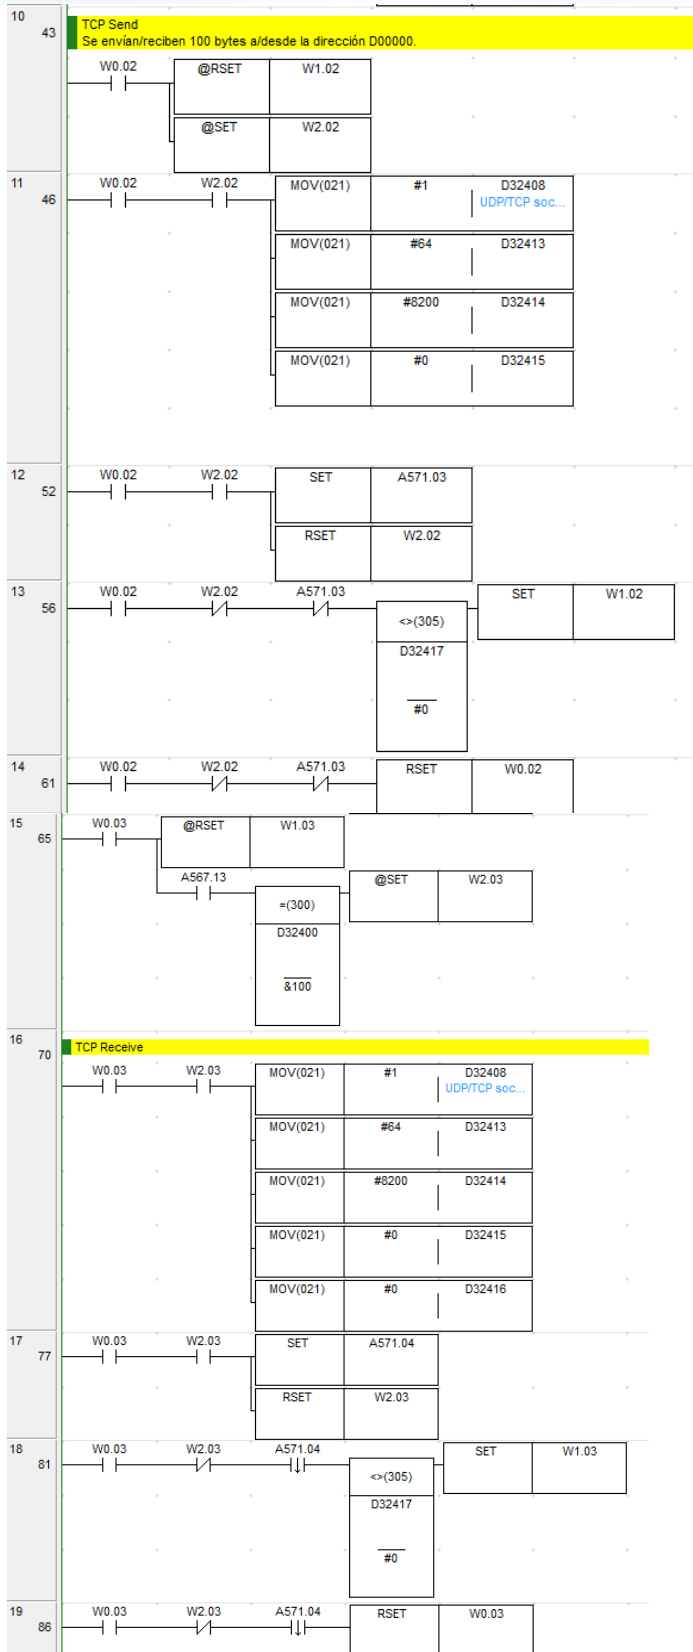 10
43
TCP Send
Se envían/reciben 100 bytes a/desde la dirección D00000.
W0.02
@RSET W1.02
@SET W2.02
11
46
W0.02 W2.02
MOV(021) #1 D32408
UDP/TCP soc...
MOV(021) #64 D32413
MOV(021) #8200 D32414
MOV(021) #0 D32415
12
52
W0.02 W2.02
SET A571.03
RSET W2.02
13
56
W0.02 W2.02 A571.03
SET W1.02
<>(305)
D32417
#0
14
61
W0.02 W2.02 A571.03
RSET W0.02
15
65
W0.03
@RSET W1.03
A567.13
@SET W2.03
=(300)
D32400
&100
16
70
TCP Receive
W0.03 W2.03
MOV(021) #1 D32408
UDP/TCP soc...
MOV(021) #64 D32413
MOV(021) #8200 D32414
MOV(021) #0 D32415
MOV(021) #0 D32416
17
77
W0.03 W2.03
SET A571.04
RSET W2.03
18
81
W0.03 W2.03 A571.04
SET W1.03
<>(305)
D32417
#0
19
86
W0.03 W2.03 A571.04
RSET W0.03